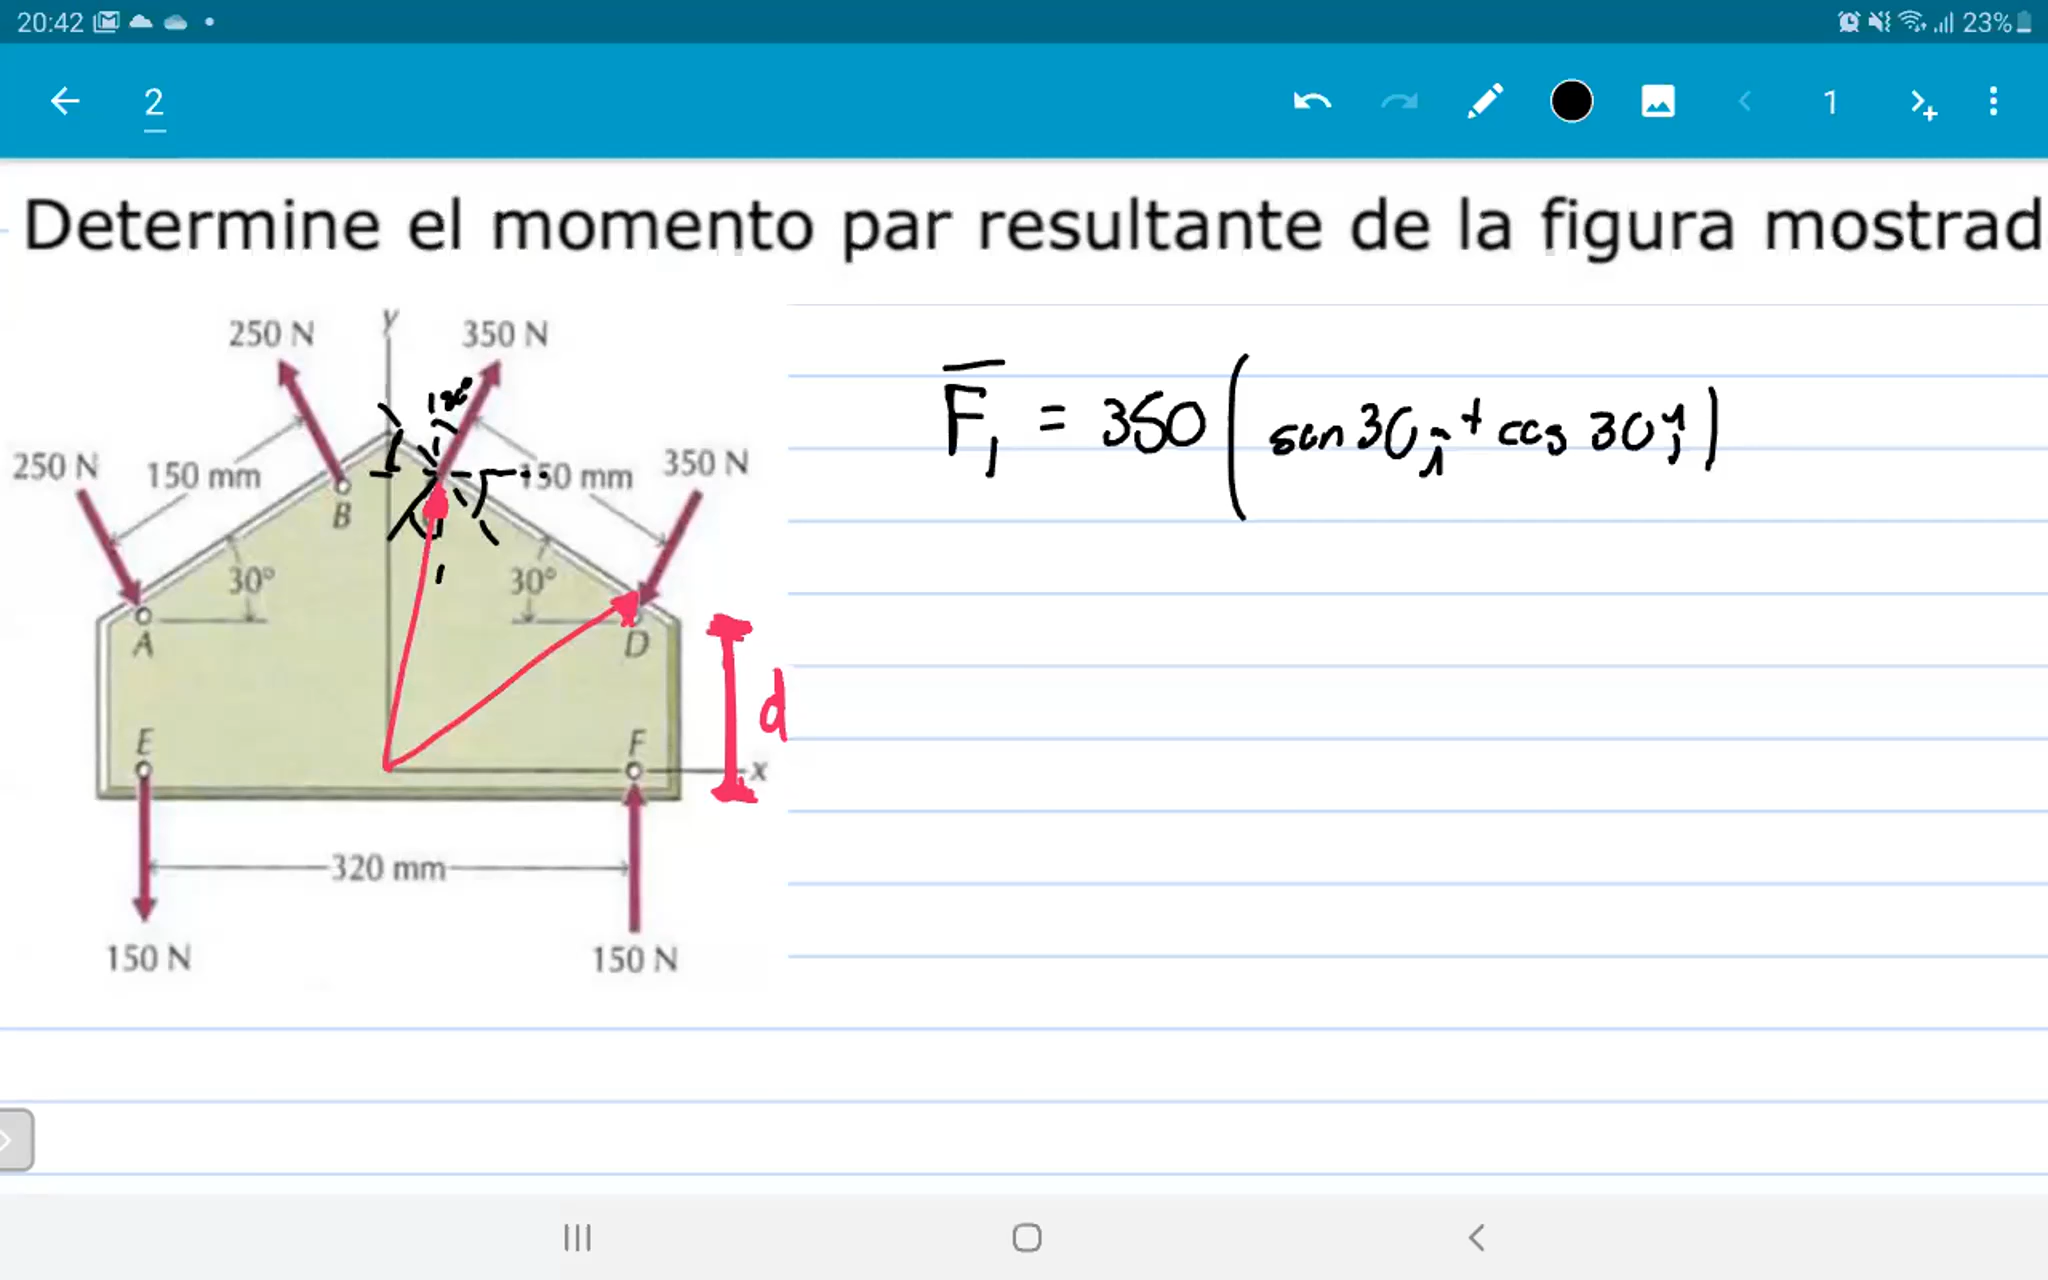 20:42
23%
2
1
Determine el momento par resultante de la figura mostrad
250 N y 350 N
250 N 150 mm 150 mm 350 N
B
30° 30°
A D
d
E F
x
320 mm
150 N 150 N
F₁ = 350 ( sen 30 i + cos 30 j )